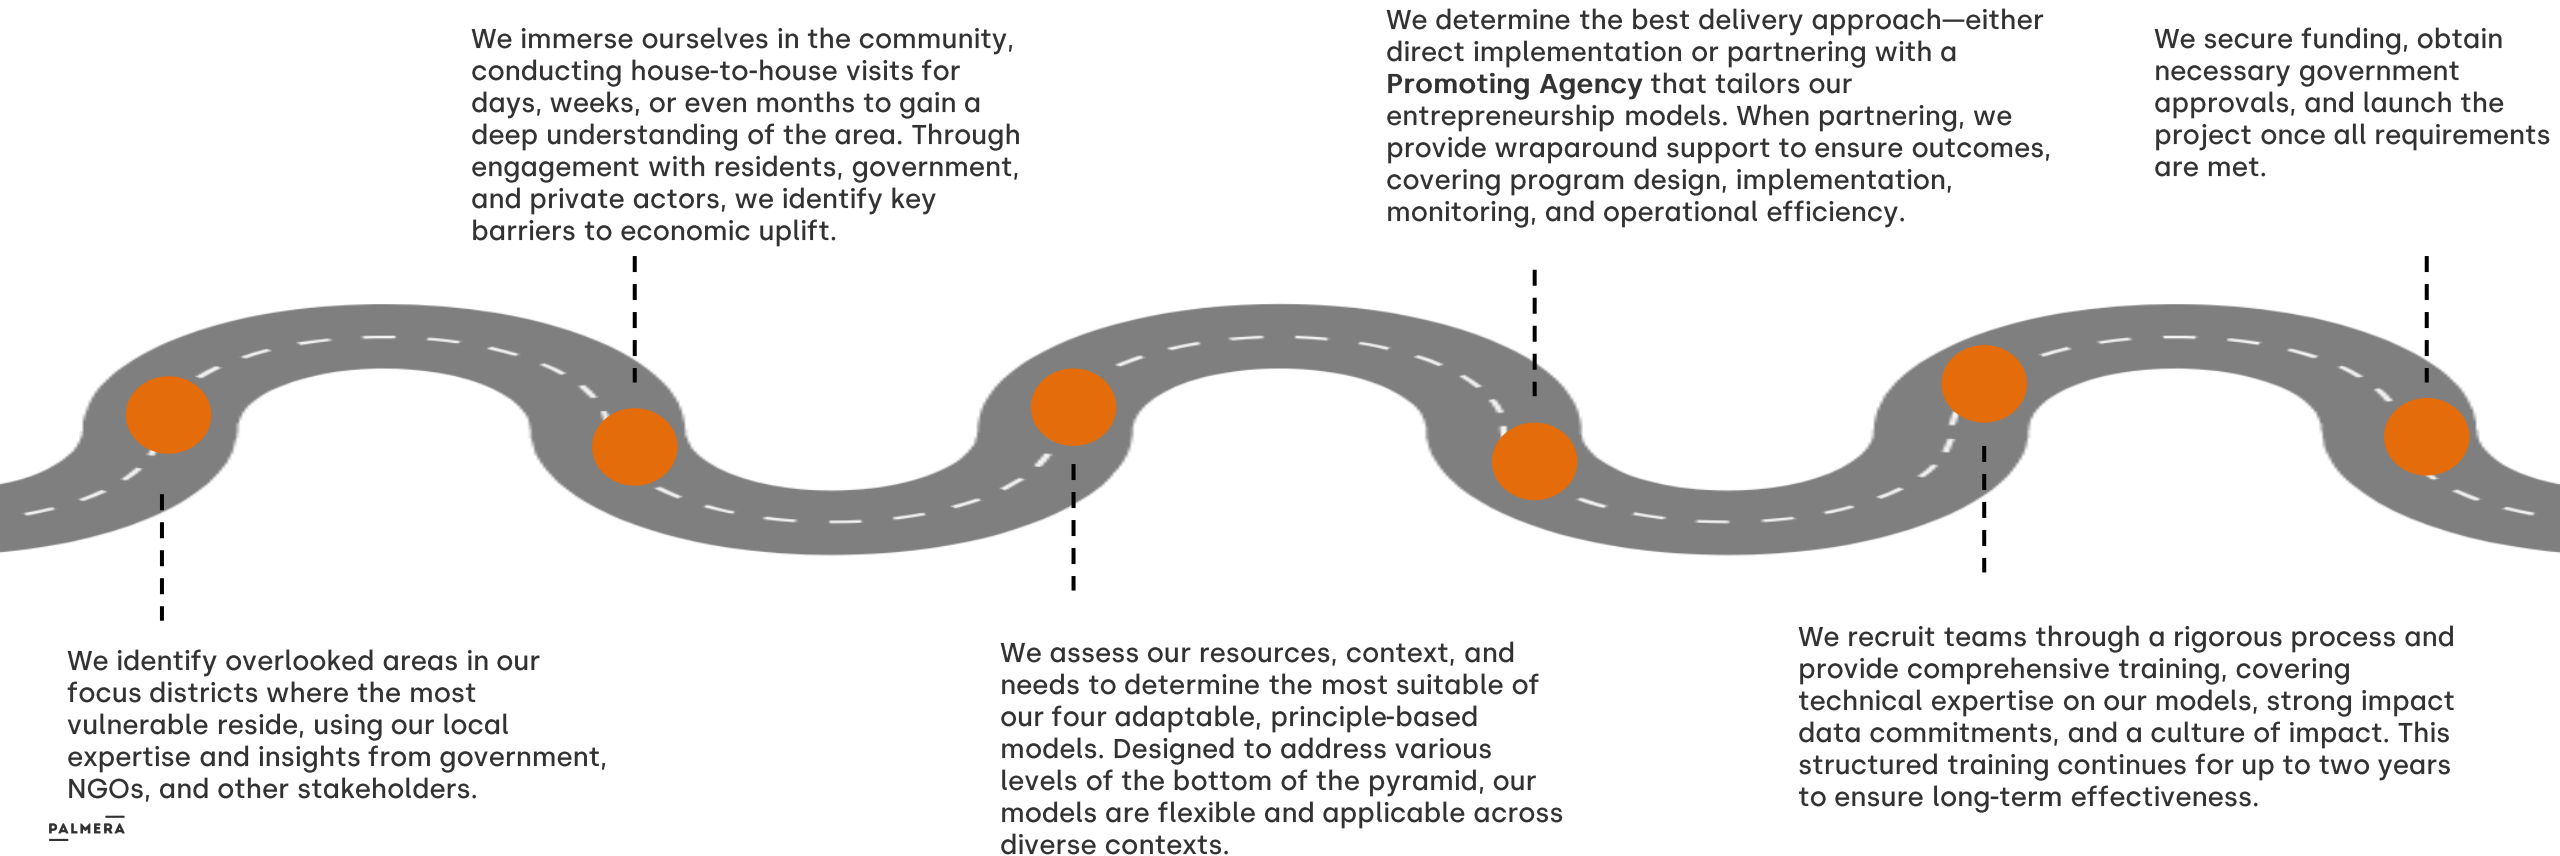 We identify overlooked areas in our
focus districts where the most
vulnerable reside, using our local
expertise and insights from government,
NGOs, and other stakeholders.
We immerse ourselves in the community,
conducting house-to-house visits for
days, weeks, or even months to gain a
deep understanding of the area. Through
engagement with residents, government,
and private actors, we identify key
barriers to economic uplift.
We assess our resources, context, and
needs to determine the most suitable of
our four adaptable, principle-based
models. Designed to address various
levels of the bottom of the pyramid, our
models are flexible and applicable across
diverse contexts.
We determine the best delivery approach—either
direct implementation or partnering with a
Promoting Agency that tailors our
entrepreneurship models. When partnering, we
provide wraparound support to ensure outcomes,
covering program design, implementation,
monitoring, and operational efficiency.
We recruit teams through a rigorous process and
provide comprehensive training, covering
technical expertise on our models, strong impact
data commitments, and a culture of impact. This
structured training continues for up to two years
to ensure long-term effectiveness.
We secure funding, obtain
necessary government
approvals, and launch the
project once all requirements
are met.
PALMERA